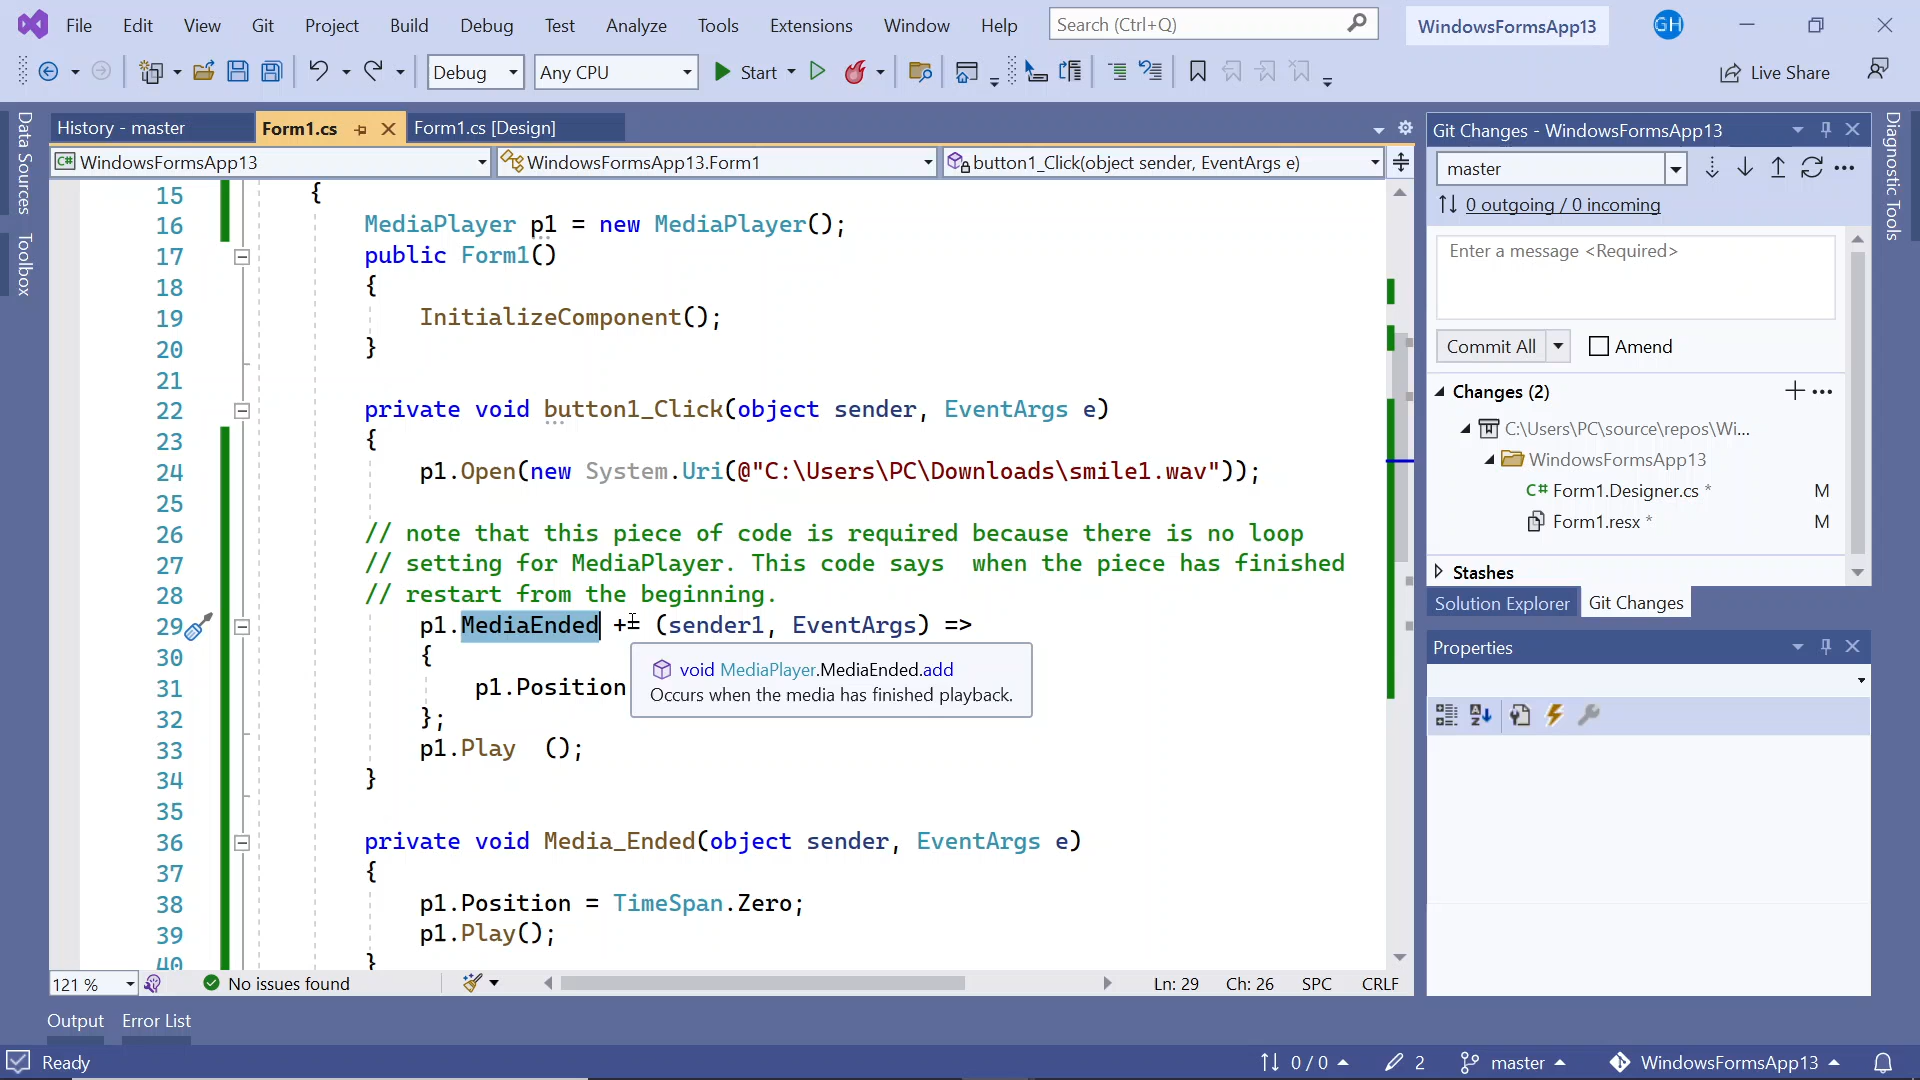 File Edit View Git Project Build Debug Test Analyze Tools Extensions Window Help Search (Ctrl+Q) WindowsFormsApp13 GH
Debug Any CPU Start Live Share
Data Sources
Toolbox
History - master Form1.cs Form1.cs [Design]
C# WindowsFormsApp13 WindowsFormsApp13.Form1 button1_Click(object sender, EventArgs e)
15 {
16 MediaPlayer p1 = new MediaPlayer();
17 public Form1()
18 {
19 InitializeComponent();
20 }
21
22 private void button1_Click(object sender, EventArgs e)
23 {
24 p1.Open(new System.Uri(@"C:\Users\PC\Downloads\smile1.wav"));
25
26 // note that this piece of code is required because there is no loop
27 // setting for MediaPlayer. This code says  when the piece has finished
28 // restart from the beginning.
29 p1.MediaEnded += (sender1, EventArgs) =>
30 {
void MediaPlayer.MediaEnded.add
Occurs when the media has finished playback.
31 p1.Position
32 };
33 p1.Play  ();
34 }
35
36 private void Media_Ended(object sender, EventArgs e)
37 {
38 p1.Position = TimeSpan.Zero;
39 p1.Play();
40 }
121 % No issues found Ln: 29 Ch: 26 SPC CRLF
Git Changes - WindowsFormsApp13
master
0 outgoing / 0 incoming
Enter a message <Required>
Commit All Amend
Changes (2)
C:\Users\PC\source\repos\Wi...
WindowsFormsApp13
C# Form1.Designer.cs * M
Form1.resx * M
Stashes
Solution Explorer Git Changes
Properties
Diagnostic Tools
Output Error List
Ready 0 / 0 2 master WindowsFormsApp13